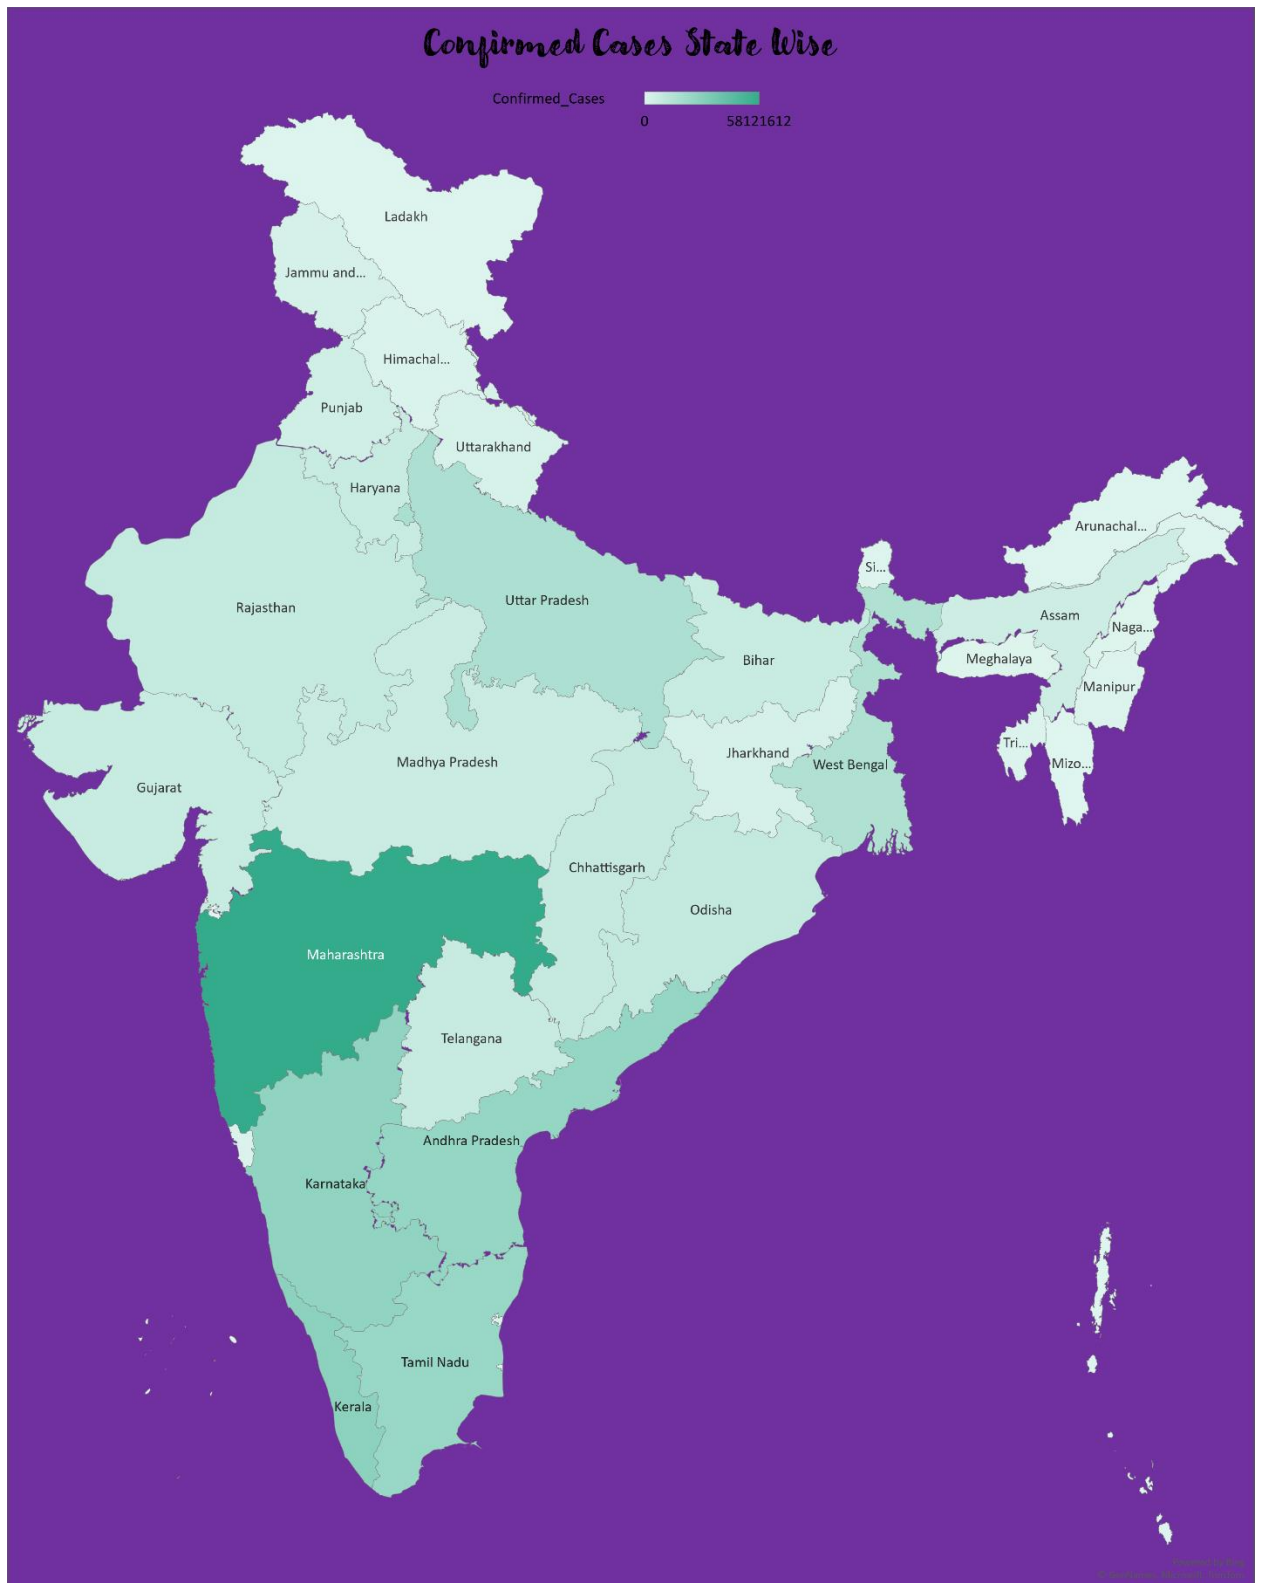 Confirmed Cases State Wise
Confirmed_Cases
0 58121612
Ladakh
Jammu and...
Himachal...
Punjab
Uttarakhand
Haryana
Arunachal...
Si...
Uttar Pradesh
Rajasthan
Assam
Naga...
Bihar
Meghalaya
Manipur
Tri...
Jharkhand
Madhya Pradesh
West Bengal
Mizo...
Gujarat
Chhattisgarh
Odisha
Maharashtra
Telangana
Andhra Pradesh
Karnataka
Tamil Nadu
Kerala